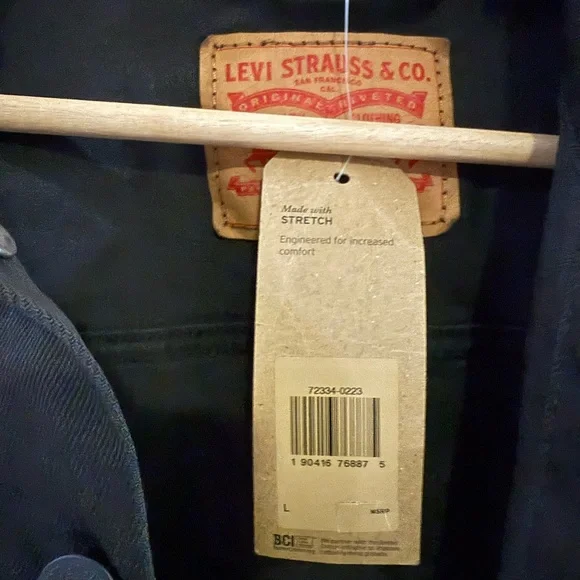 LEVI STRAUSS & CO.
SAN FRANCISCO
CAL.
ORIGINAL RIVETED
CLOTHING
Made with
STRETCH
Engineered for increased
comfort
72334-0223
1 90416 76887 5
L
MSRP
BCI